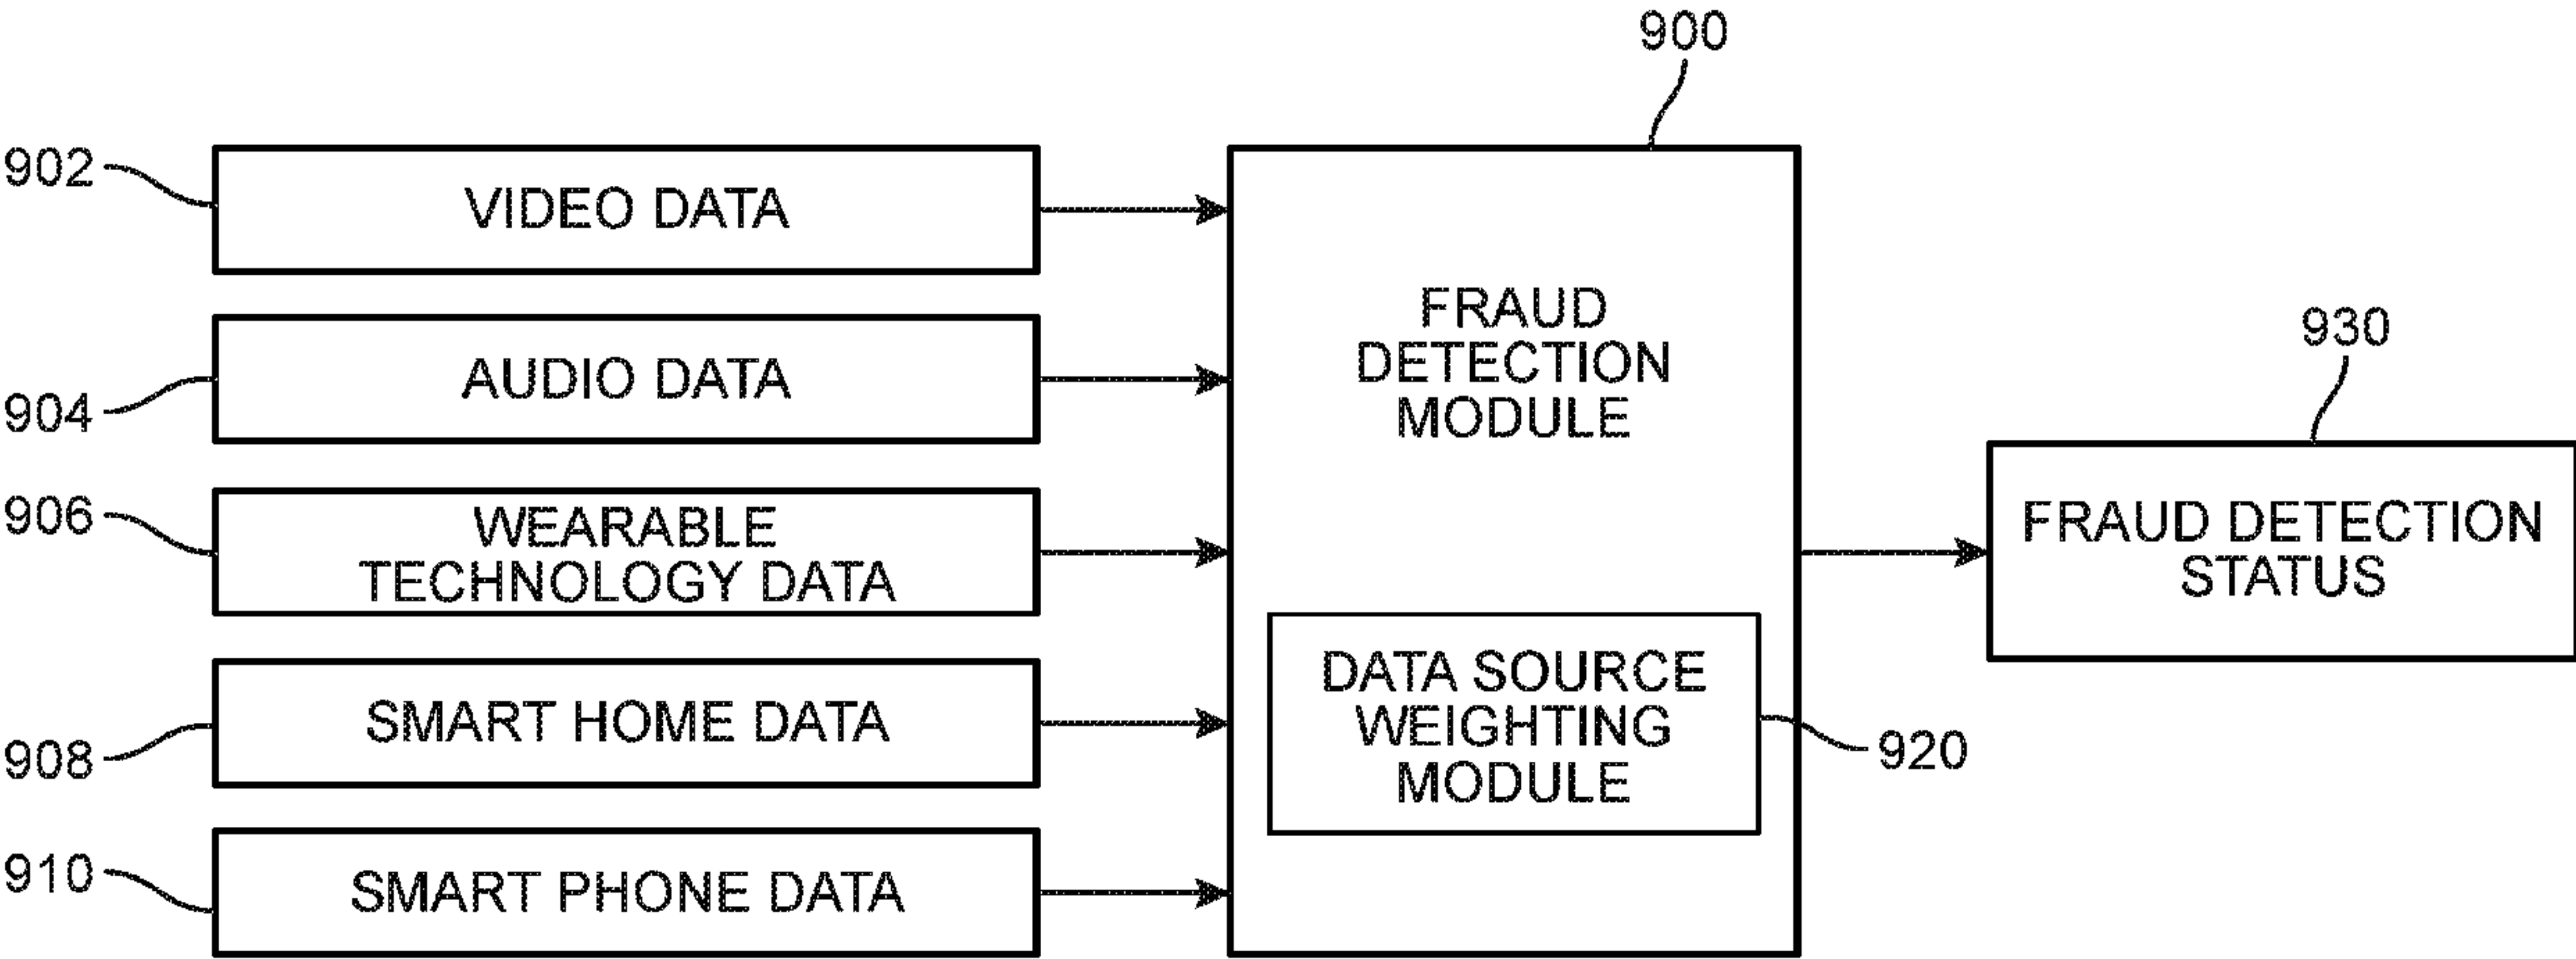 900
902
VIDEO DATA
904
AUDIO DATA
906
WEARABLE
TECHNOLOGY DATA
908
SMART HOME DATA
910
SMART PHONE DATA
FRAUD
DETECTION
MODULE
DATA SOURCE
WEIGHTING
MODULE
920
930
FRAUD DETECTION
STATUS